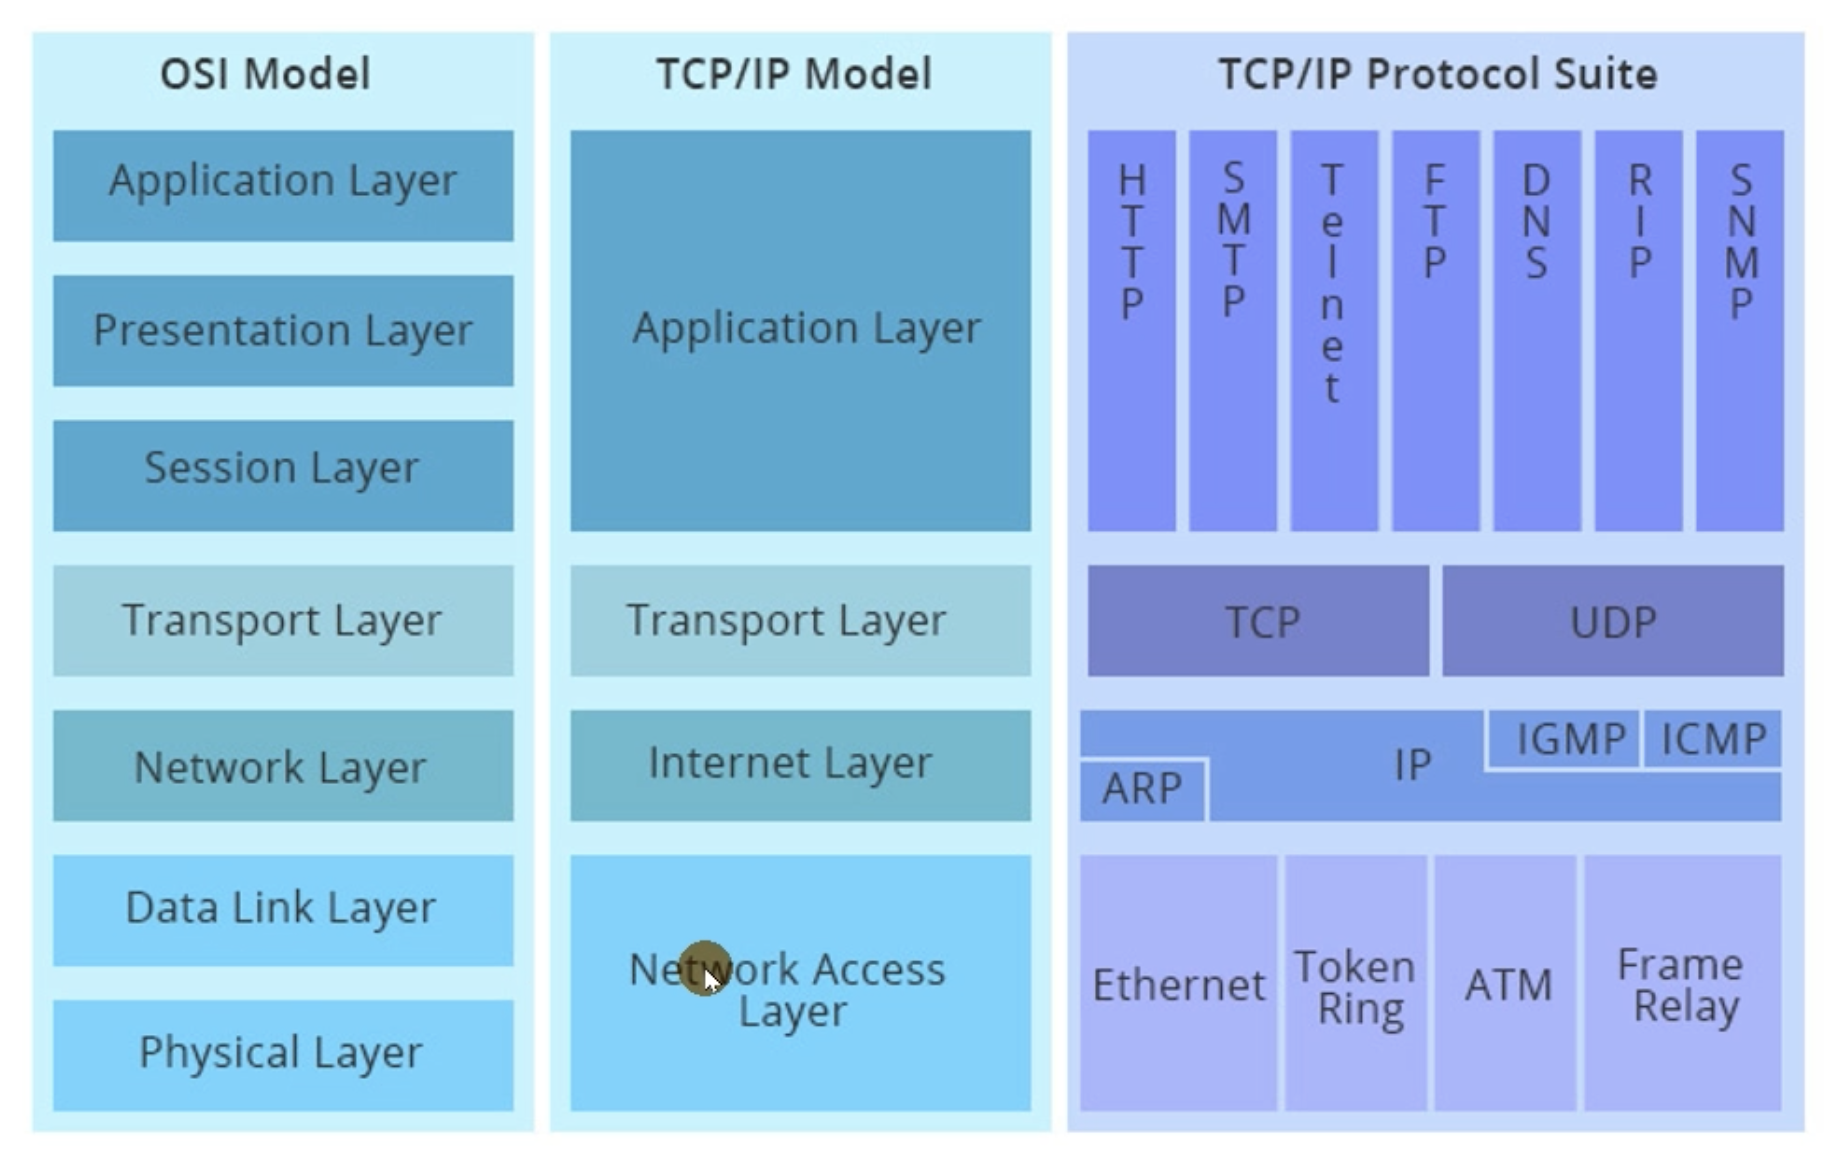 OSI Model
Application Layer
Presentation Layer
Session Layer
Transport Layer
Network Layer
Data Link Layer
Physical Layer
TCP/IP Model
Application Layer
Transport Layer
Internet Layer
Network Access
Layer
TCP/IP Protocol Suite
HTTP
SMTP
Telnet
FTP
DNS
RIP
SNMP
TCP
UDP
IGMP
ICMP
IP
ARP
Ethernet
Token
Ring
ATM
Frame
Relay